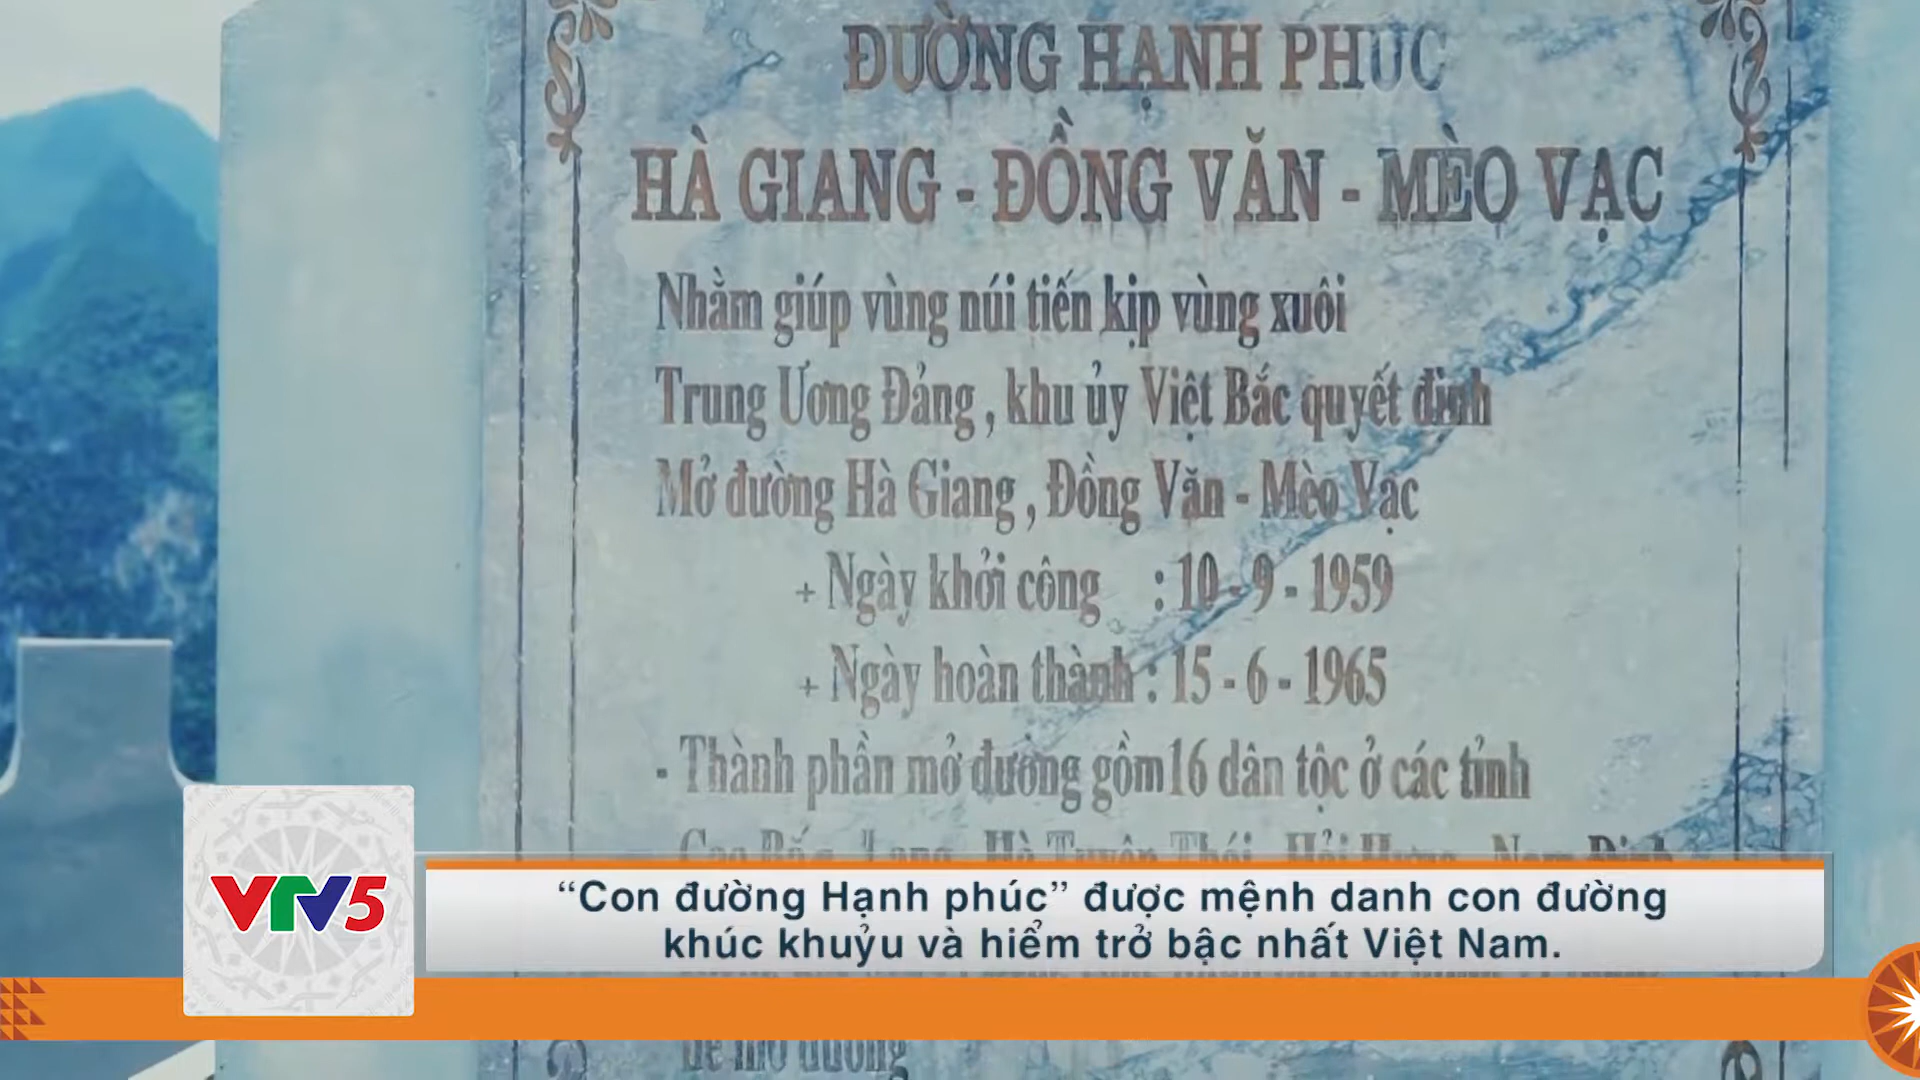 ĐƯỜNG HẠNH PHÚC
HÀ GIANG - ĐỒNG VĂN - MÈO VẠC
Nhằm giúp vùng núi tiến kịp vùng xuôi
Trung Ương Đảng, khu ủy Việt Bắc quyết định
Mở đường Hà Giang, Đồng Văn - Mèo Vạc
+ Ngày khởi công : 10 - 9 - 1959
+ Ngày hoàn thành : 15 - 6 - 1965
- Thành phần mở đường gồm 16 dân tộc ở các tỉnh
VTV5
“Con đường Hạnh phúc” được mệnh danh con đường
khúc khuỷu và hiểm trở bậc nhất Việt Nam.
để mở đường